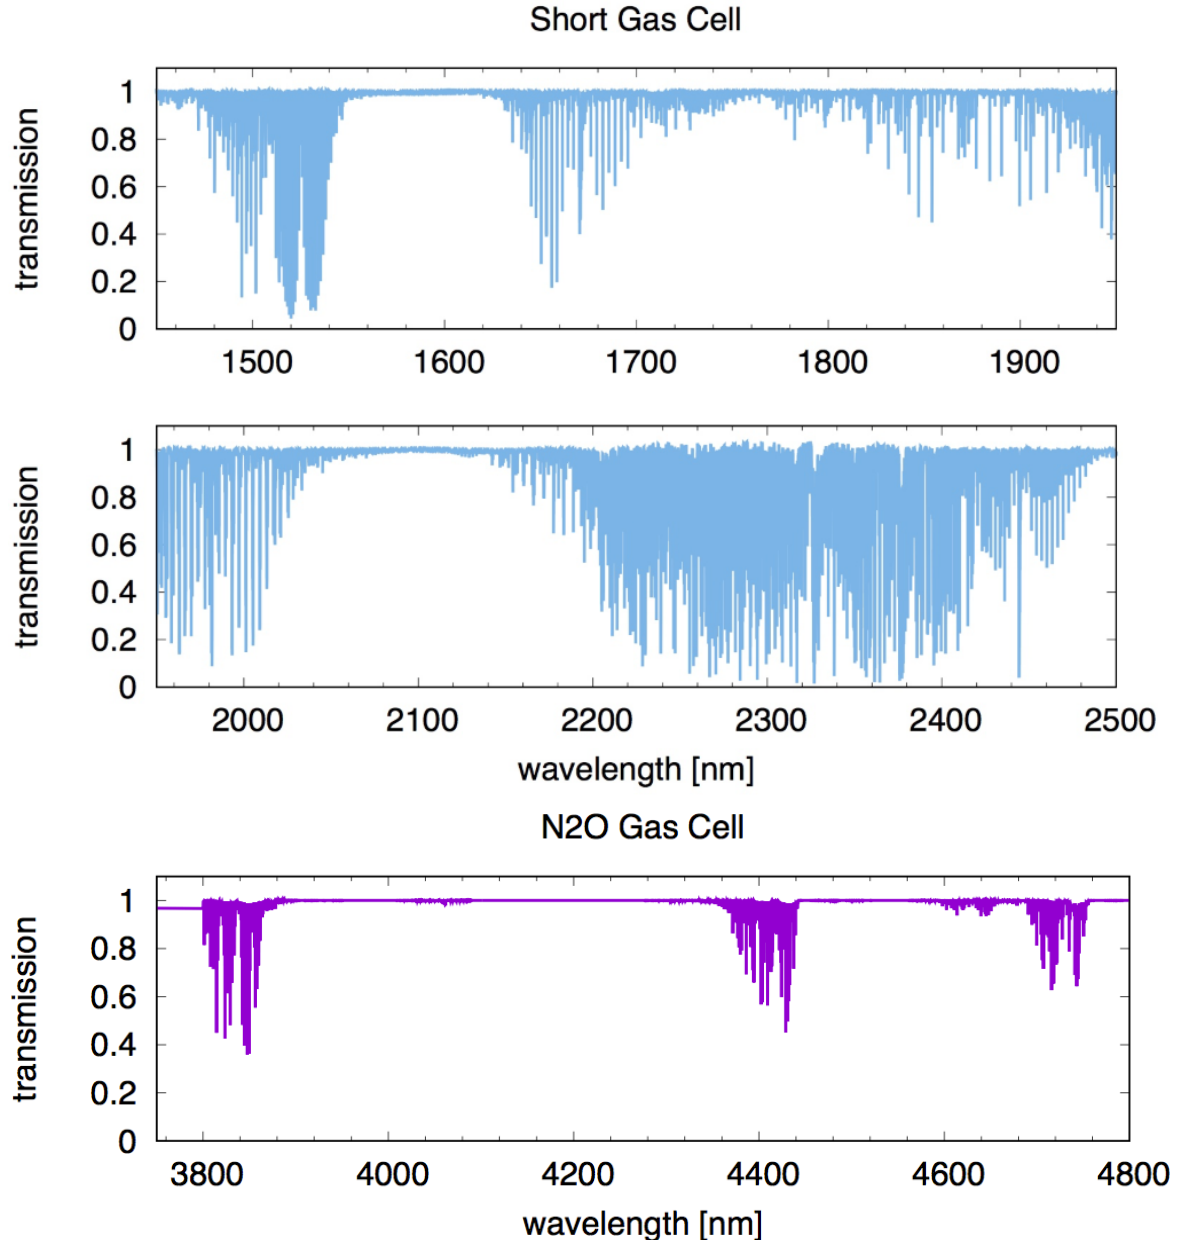 Short Gas Cell
transmission
1
0.8
0.6
0.4
0.2
0
1500 1600 1700 1800 1900
transmission
1
0.8
0.6
0.4
0.2
0
2000 2100 2200 2300 2400 2500
wavelength [nm]
N2O Gas Cell
transmission
1
0.8
0.6
0.4
0.2
0
3800 4000 4200 4400 4600 4800
wavelength [nm]